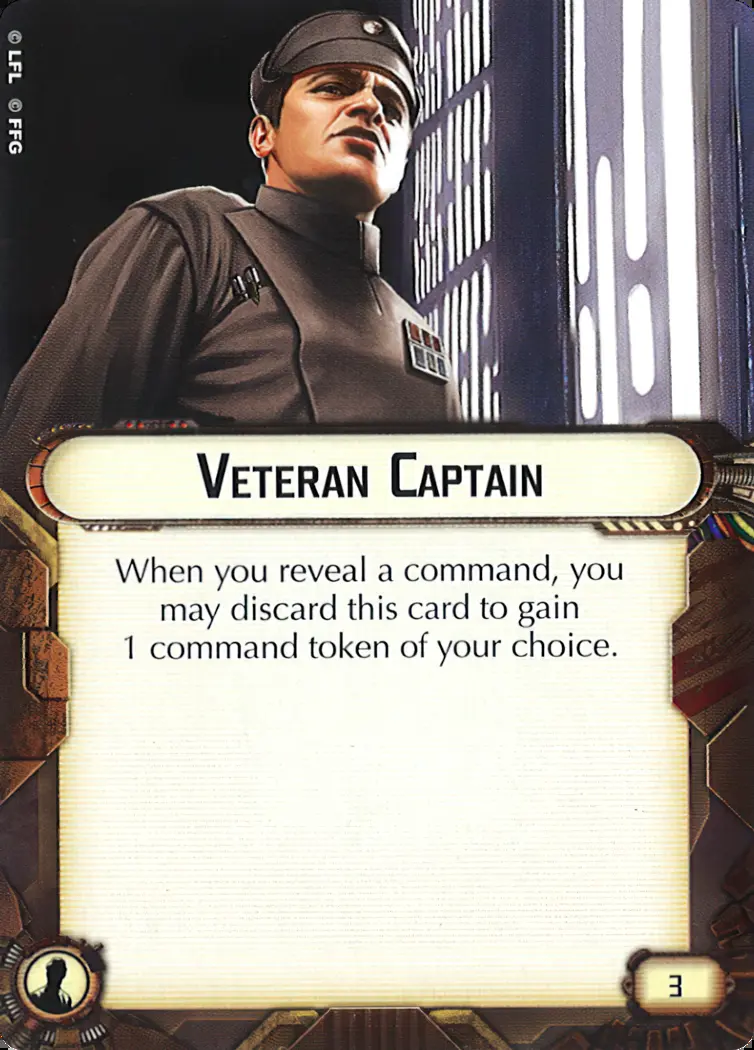 © LFL © FFG
Veteran Captain
When you reveal a command, you
may discard this card to gain
1 command token of your choice.
3